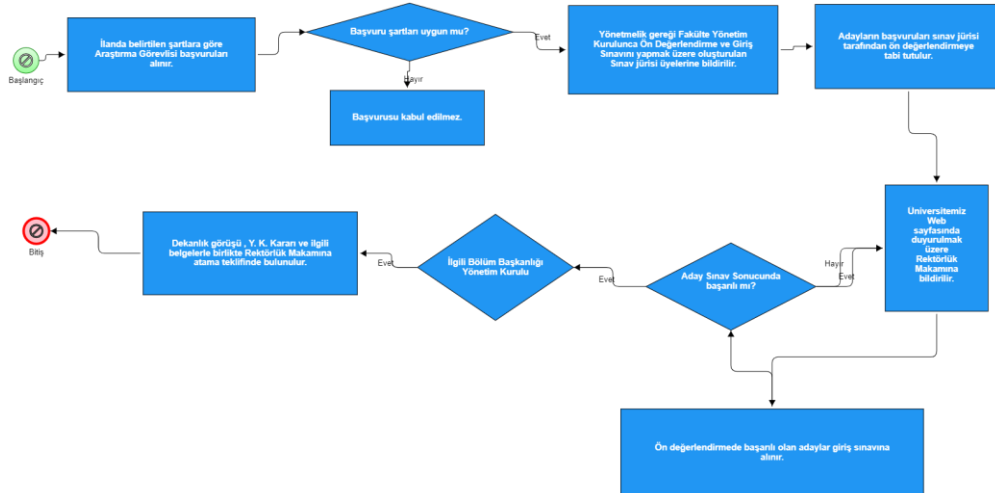 Başlangıç
İlanda belirtilen şartlara göre
Araştırma Görevlisi başvuruları
alınır.
Başvuru şartları uygun mu?
Evet
Hayır
Başvurusu kabul edilmez.
Yönetmelik gereği Fakülte Yönetim
Kurulunca Ön Değerlendirme ve Giriş
Sınavını yapmak üzere oluşturulan
Sınav jürisi üyelerine bildirilir.
Adayların başvuruları sınav jürisi
tarafından ön değerlendirmeye
tabi tutulur.
Universitemiz
Web
sayfasında
duyurulmak
üzere
Rektörlük
Makamına
bildirilir.
Hayır
Evet
Aday Sınav Sonucunda
başarılı mı?
Evet
İlgili Bölüm Başkanlığı
Yönetim Kurulu
Evet
Dekanlık görüşü , Y. K. Kararı ve ilgili
belgelerle birlikte Rektörlük Makamına
atama teklifinde bulunulur.
Bitiş
Ön değerlendirmede başarılı olan adaylar giriş sınavına
alınır.